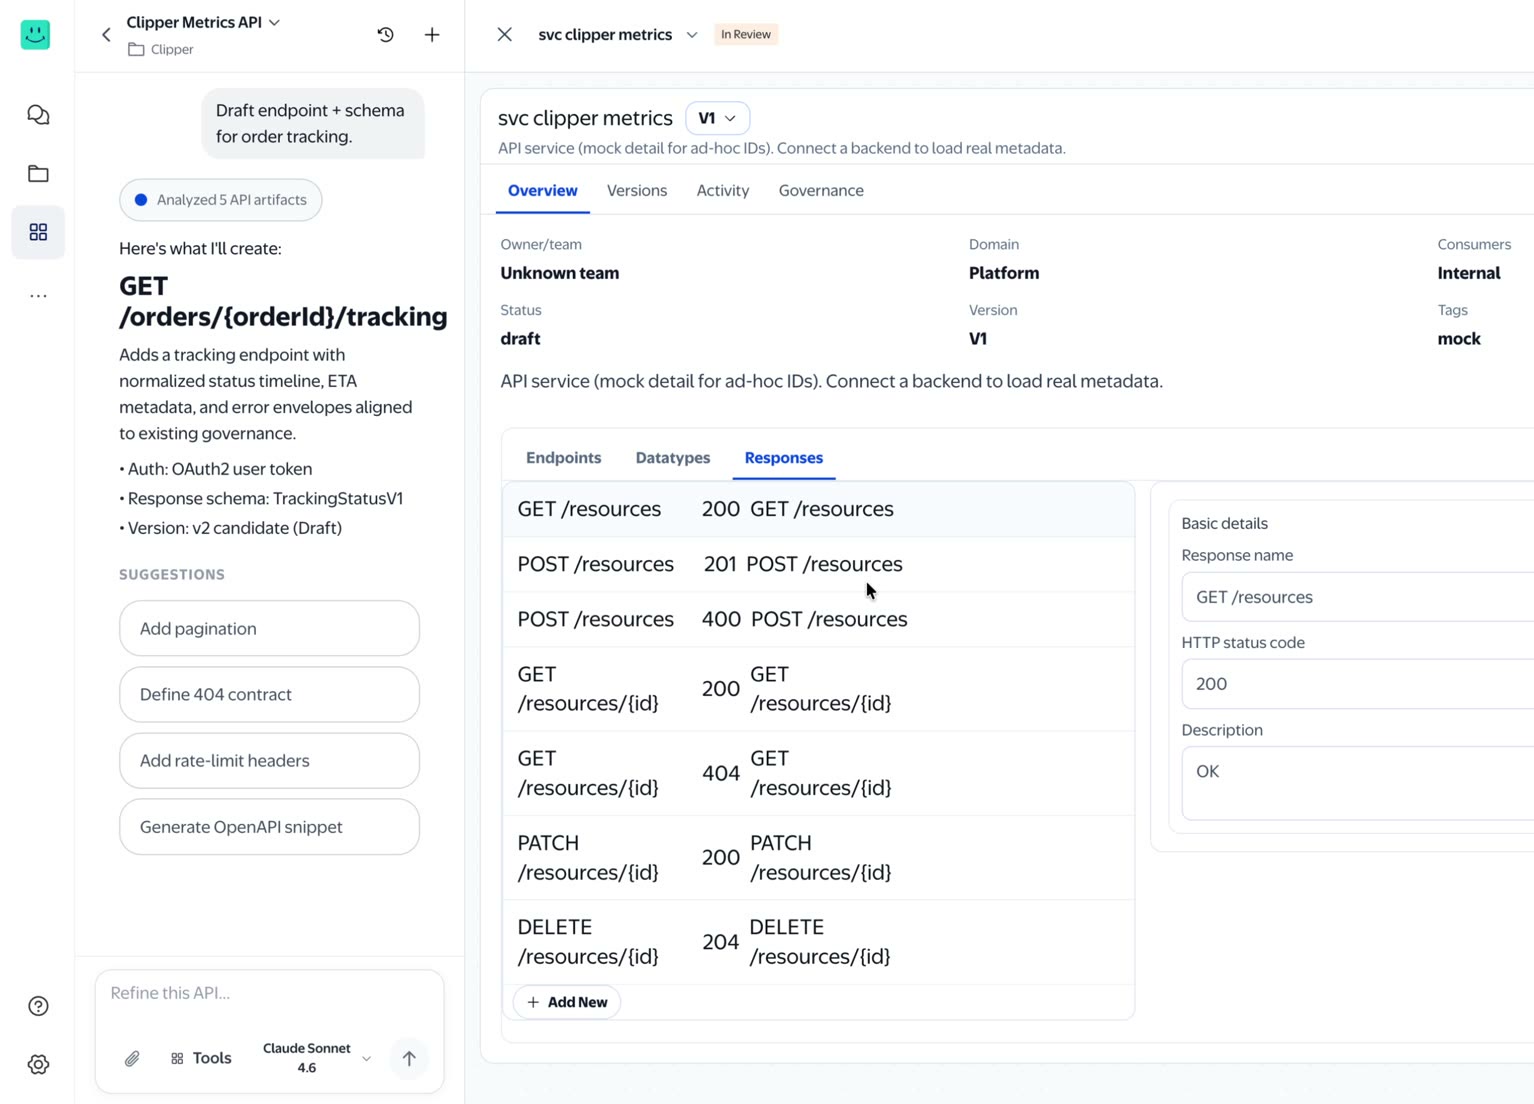 Clipper Metrics API
Clipper
Draft endpoint + schema
for order tracking.
Analyzed 5 API artifacts
Here's what I'll create:
GET
/orders/{orderId}/tracking
Adds a tracking endpoint with
normalized status timeline, ETA
metadata, and error envelopes aligned
to existing governance.
• Auth: OAuth2 user token
• Response schema: TrackingStatusV1
• Version: v2 candidate (Draft)
SUGGESTIONS
Add pagination
Define 404 contract
Add rate-limit headers
Generate OpenAPI snippet
Refine this API...
Tools
Claude Sonnet
4.6
svc clipper metrics
In Review
svc clipper metrics
V1
API service (mock detail for ad-hoc IDs). Connect a backend to load real metadata.
Overview
Versions
Activity
Governance
Owner/team
Unknown team
Domain
Platform
Consumers
Internal
Status
draft
Version
V1
Tags
mock
API service (mock detail for ad-hoc IDs). Connect a backend to load real metadata.
Endpoints
Datatypes
Responses
GET /resources 200 GET /resources
POST /resources 201 POST /resources
POST /resources 400 POST /resources
GET
/resources/{id}
200
GET
/resources/{id}
GET
/resources/{id}
404
GET
/resources/{id}
PATCH
/resources/{id}
200
PATCH
/resources/{id}
DELETE
/resources/{id}
204
DELETE
/resources/{id}
+ Add New
Basic details
Response name
GET /resources
HTTP status code
200
Description
OK